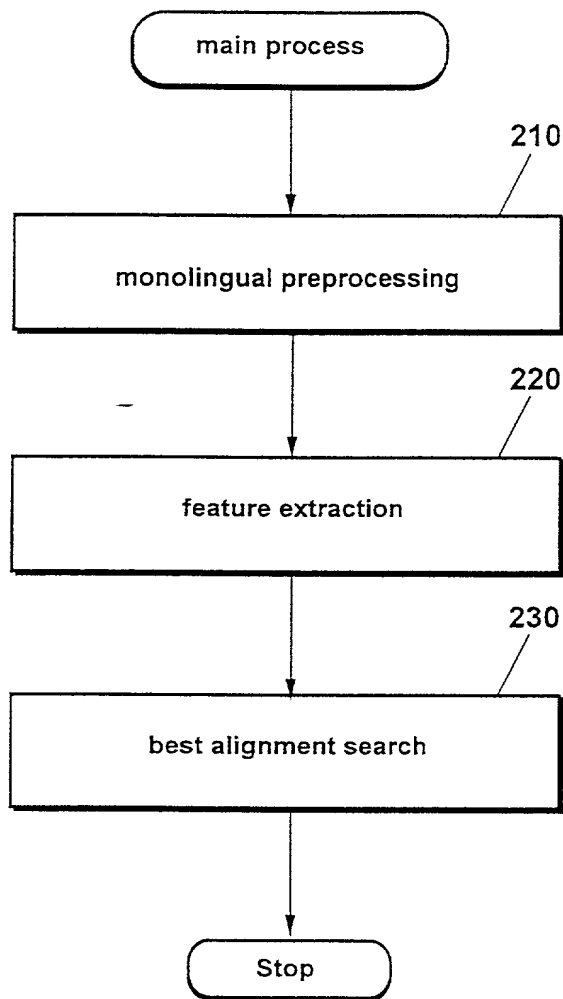 main process
210
monolingual preprocessing
220
feature extraction
230
best alignment search
Stop